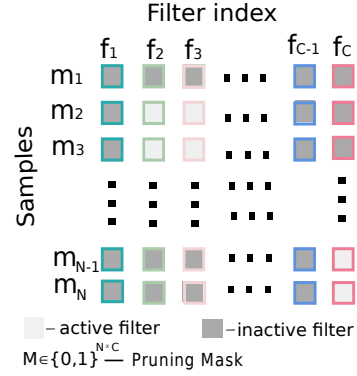 Filter index
f1 f2 f3 ... fC-1 fC
Samples
m1
m2
m3
mN-1
mN
–active filter –inactive filter
M∈{0,1}^N×C — Pruning Mask